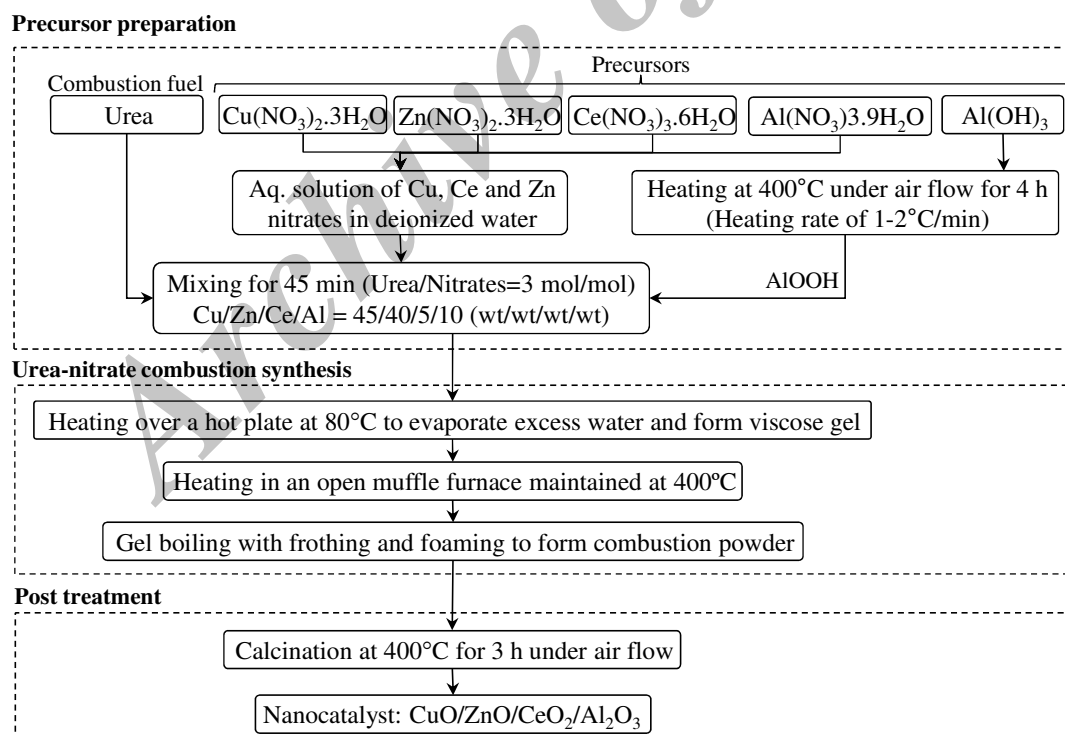 Precursor preparation
Combustion fuel
Precursors
Urea
Cu(NO₃)₂.3H₂O
Zn(NO₃)₂.3H₂O
Ce(NO₃)₃.6H₂O
Al(NO₃)3.9H₂O
Al(OH)₃
Aq. solution of Cu, Ce and Zn
nitrates in deionized water
Heating at 400°C under air flow for 4 h
(Heating rate of 1-2°C/min)
AlOOH
Mixing for 45 min (Urea/Nitrates=3 mol/mol)
Cu/Zn/Ce/Al = 45/40/5/10 (wt/wt/wt/wt)
Urea-nitrate combustion synthesis
Heating over a hot plate at 80°C to evaporate excess water and form viscose gel
Heating in an open muffle furnace maintained at 400ºC
Gel boiling with frothing and foaming to form combustion powder
Post treatment
Calcination at 400°C for 3 h under air flow
Nanocatalyst: CuO/ZnO/CeO₂/Al₂O₃
Archive of